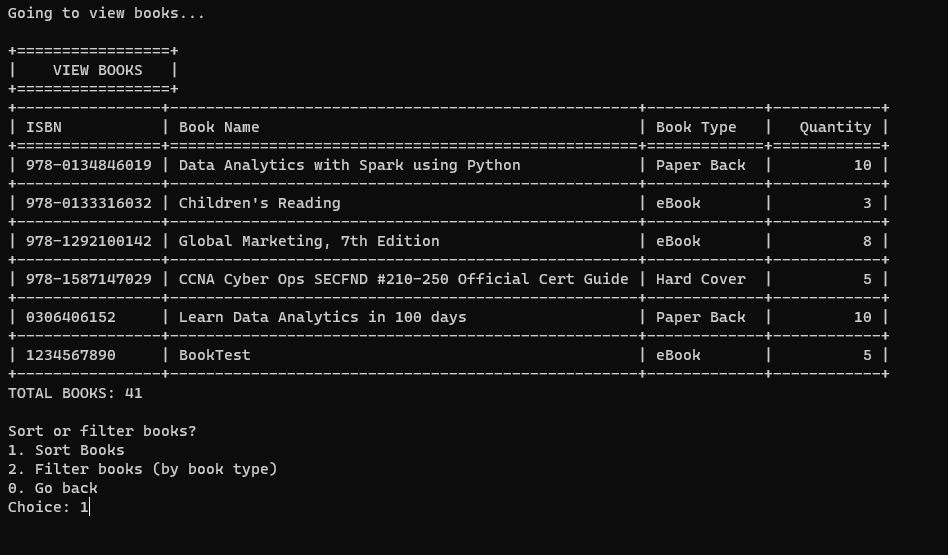 Going to view books...
+=================+
|    VIEW BOOKS   |
+=================+
+----------------+----------------------------------------------------+-------------+------------+
| ISBN           | Book Name                                          | Book Type   |   Quantity |
+================+====================================================+=============+============+
| 978-0134846019 | Data Analytics with Spark using Python             | Paper Back  |         10 |
+----------------+----------------------------------------------------+-------------+------------+
| 978-0133316032 | Children's Reading                                 | eBook       |          3 |
+----------------+----------------------------------------------------+-------------+------------+
| 978-1292100142 | Global Marketing, 7th Edition                      | eBook       |          8 |
+----------------+----------------------------------------------------+-------------+------------+
| 978-1587147029 | CCNA Cyber Ops SECFND #210-250 Official Cert Guide | Hard Cover  |          5 |
+----------------+----------------------------------------------------+-------------+------------+
| 0306406152     | Learn Data Analytics in 100 days                   | Paper Back  |         10 |
+----------------+----------------------------------------------------+-------------+------------+
| 1234567890     | BookTest                                           | eBook       |          5 |
+----------------+----------------------------------------------------+-------------+------------+
TOTAL BOOKS: 41
Sort or filter books?
1. Sort Books
2. Filter books (by book type)
0. Go back
Choice: 1